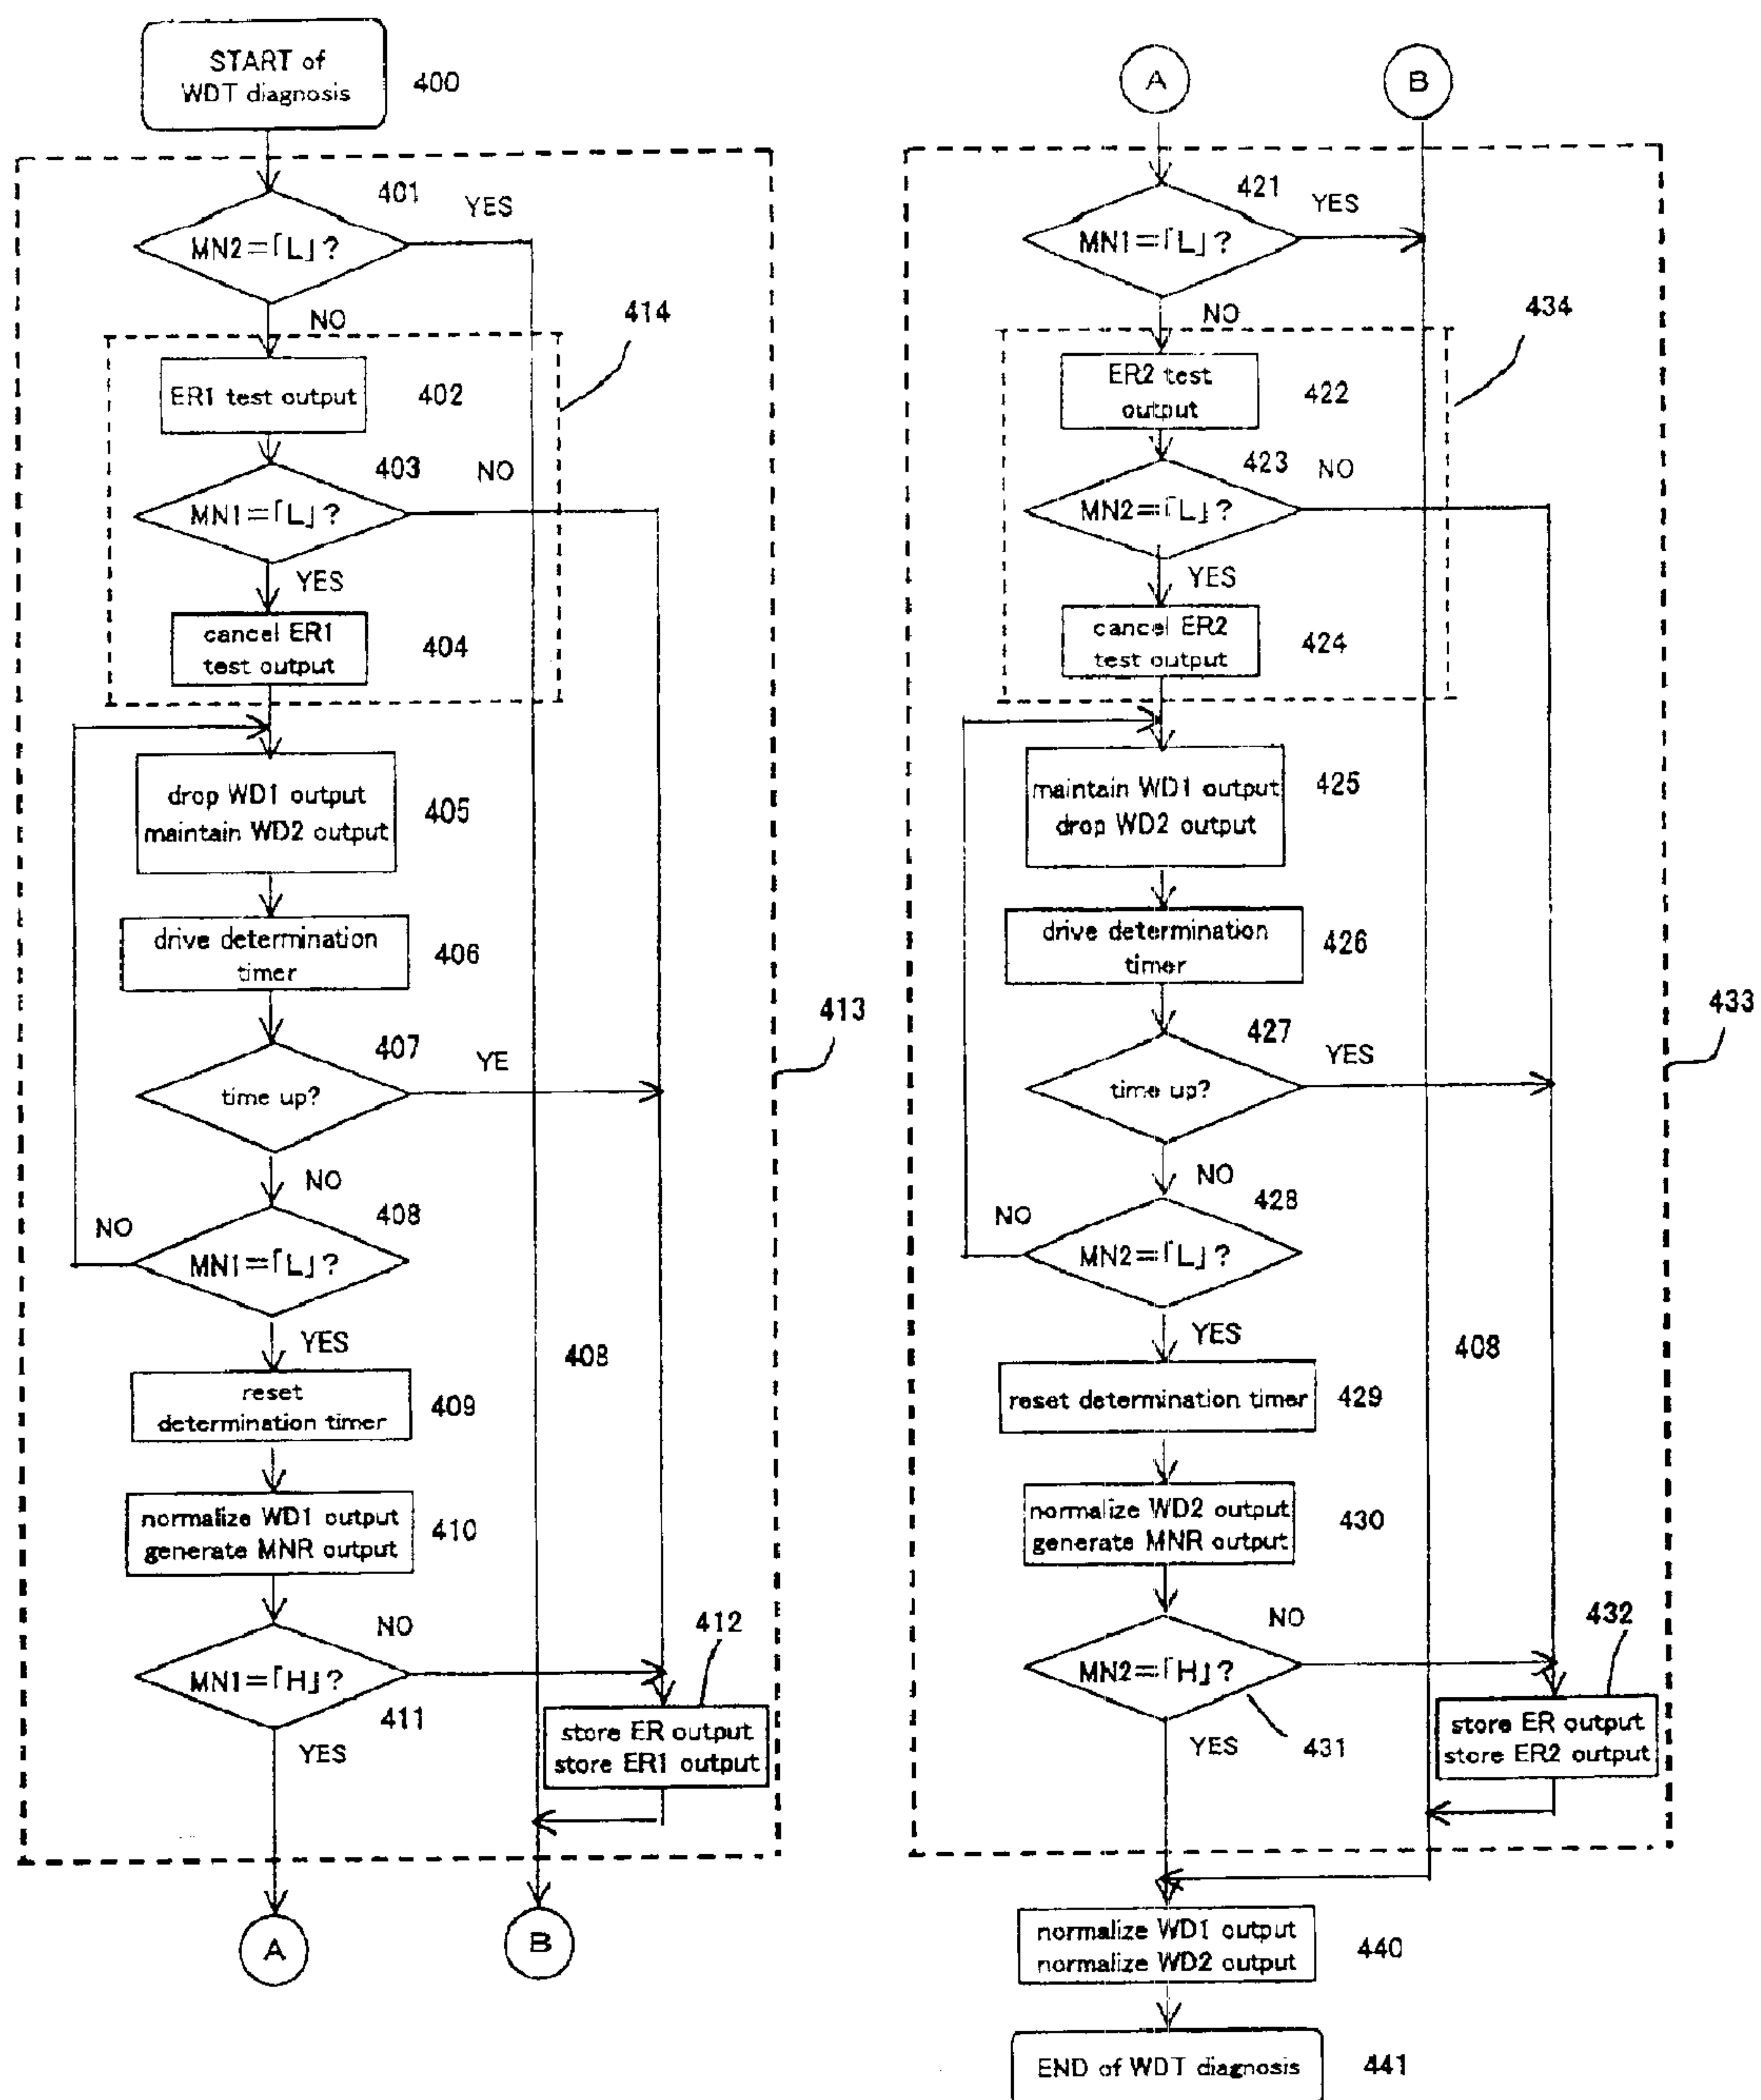 START of
WDT diagnosis
400
401
YES
MN2=「L」?
NO
414
ER1 test output
402
403
NO
MN1=「L」?
YES
cancel ER1
test output
404
drop WD1 output
maintain WD2 output
405
drive determination
timer
406
413
407
YE
time up?
NO
408
NO
MN1=「L」?
YES
408
reset
determination timer
409
normalize WD1 output
generate MNR output
410
NO
412
MN1=「H」?
411
YES
store ER output
store ER1 output
A
B
A
B
421
YES
MN1=「L」?
NO
434
ER2 test
output
422
423
NO
MN2=「L」?
YES
cancel ER2
test output
424
maintain WD1 output
drop WD2 output
425
drive determination
timer
426
433
427
YES
time up?
NO
428
NO
MN2=「L」?
YES
408
reset determination timer
429
normalize WD2 output
generate MNR output
430
NO
432
MN2=「H」?
431
YES
store ER output
store ER2 output
normalize WD1 output
normalize WD2 output
440
END of WDT diagnosis
441